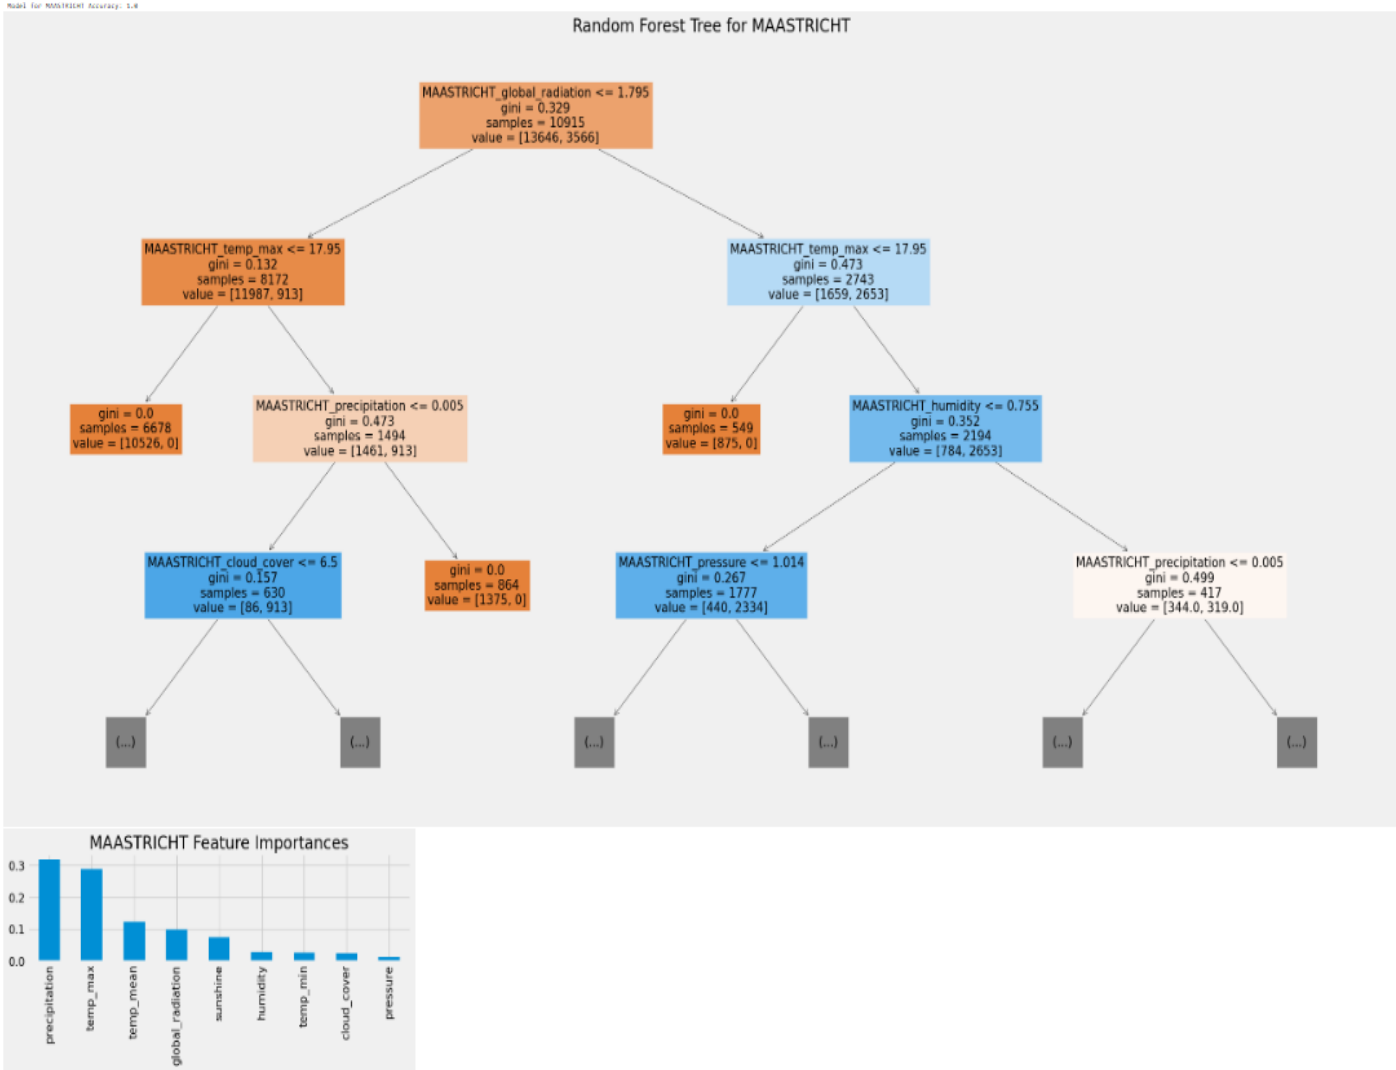 Model for MAASTRICHT Accuracy: 1.0
Random Forest Tree for MAASTRICHT
MAASTRICHT_global_radiation <= 1.795
gini = 0.329
samples = 10915
value = [13646, 3566]
MAASTRICHT_temp_max <= 17.95
gini = 0.132
samples = 8172
value = [11987, 913]
MAASTRICHT_temp_max <= 17.95
gini = 0.473
samples = 2743
value = [1659, 2653]
gini = 0.0
samples = 6678
value = [10526, 0]
MAASTRICHT_precipitation <= 0.005
gini = 0.473
samples = 1494
value = [1461, 913]
gini = 0.0
samples = 549
value = [875, 0]
MAASTRICHT_humidity <= 0.755
gini = 0.352
samples = 2194
value = [784, 2653]
MAASTRICHT_cloud_cover <= 6.5
gini = 0.157
samples = 630
value = [86, 913]
gini = 0.0
samples = 864
value = [1375, 0]
MAASTRICHT_pressure <= 1.014
gini = 0.267
samples = 1777
value = [440, 2334]
MAASTRICHT_precipitation <= 0.005
gini = 0.499
samples = 417
value = [344.0, 319.0]
(...)
(...)
(...)
(...)
(...)
(...)
MAASTRICHT Feature Importances
0.3
0.2
0.1
0.0
precipitation
temp_max
temp_mean
global_radiation
sunshine
humidity
temp_min
cloud_cover
pressure